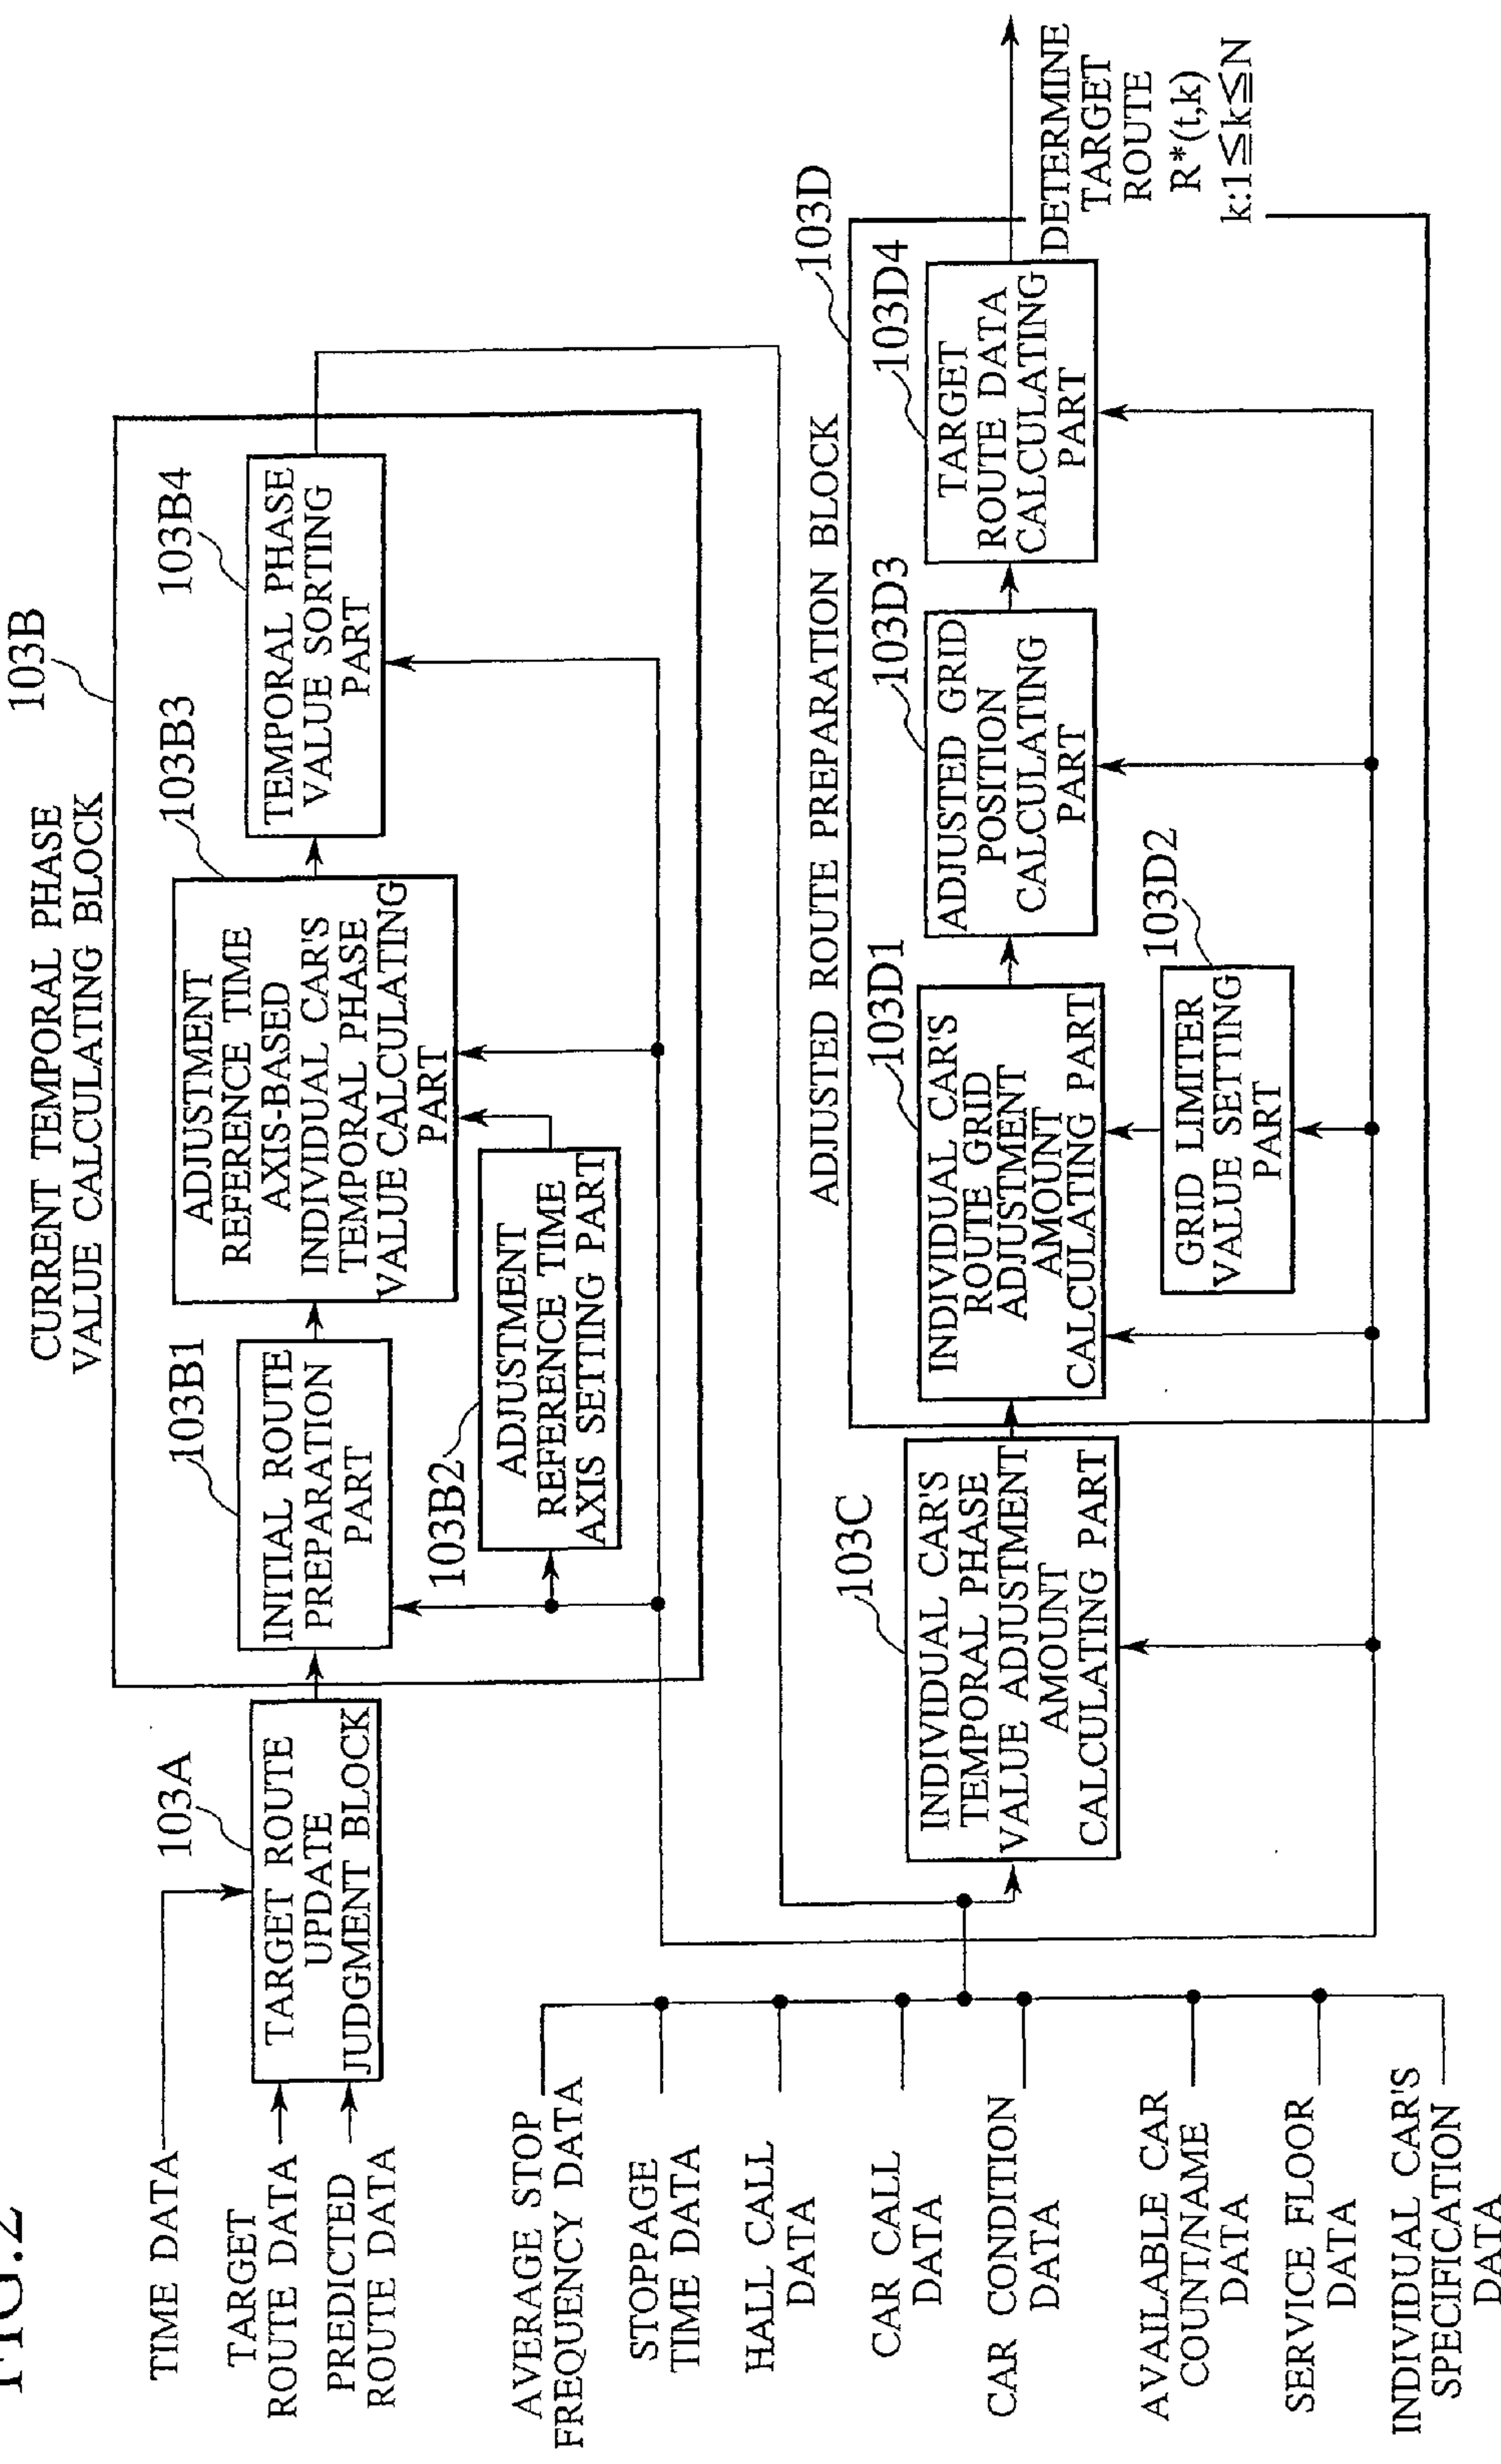 FIG.2
TIME DATA
TARGET
ROUTE DATA
PREDICTED
ROUTE DATA
103A
TARGET ROUTE
UPDATE
JUDGMENT BLOCK
CURRENT TEMPORAL PHASE
VALUE CALCULATING BLOCK
103B
103B1
INITIAL ROUTE
PREPARATION
PART
103B2
ADJUSTMENT
REFERENCE TIME
AXIS SETTING PART
103B3
ADJUSTMENT
REFERENCE TIME
AXIS-BASED
INDIVIDUAL CAR'S
TEMPORAL PHASE
VALUE CALCULATING
PART
103B4
TEMPORAL PHASE
VALUE SORTING
PART
AVERAGE STOP
FREQUENCY DATA
STOPPAGE
TIME DATA
HALL CALL
DATA
CAR CALL
DATA
CAR CONDITION
DATA
AVAILABLE CAR
COUNT/NAME
DATA
SERVICE FLOOR
DATA
INDIVIDUAL CAR'S
SPECIFICATION
DATA
103C
INDIVIDUAL CAR'S
TEMPORAL PHASE
VALUE ADJUSTMENT
AMOUNT
CALCULATING PART
ADJUSTED ROUTE PREPARATION BLOCK
103D
103D1
INDIVIDUAL CAR'S
ROUTE GRID
ADJUSTMENT
AMOUNT
CALCULATING PART
103D2
GRID LIMITER
VALUE SETTING
PART
103D3
ADJUSTED GRID
POSITION
CALCULATING
PART
103D4
TARGET
ROUTE DATA
CALCULATING
PART
DETERMINE
TARGET
ROUTE
R*(t,k)
k:1≦k≦N